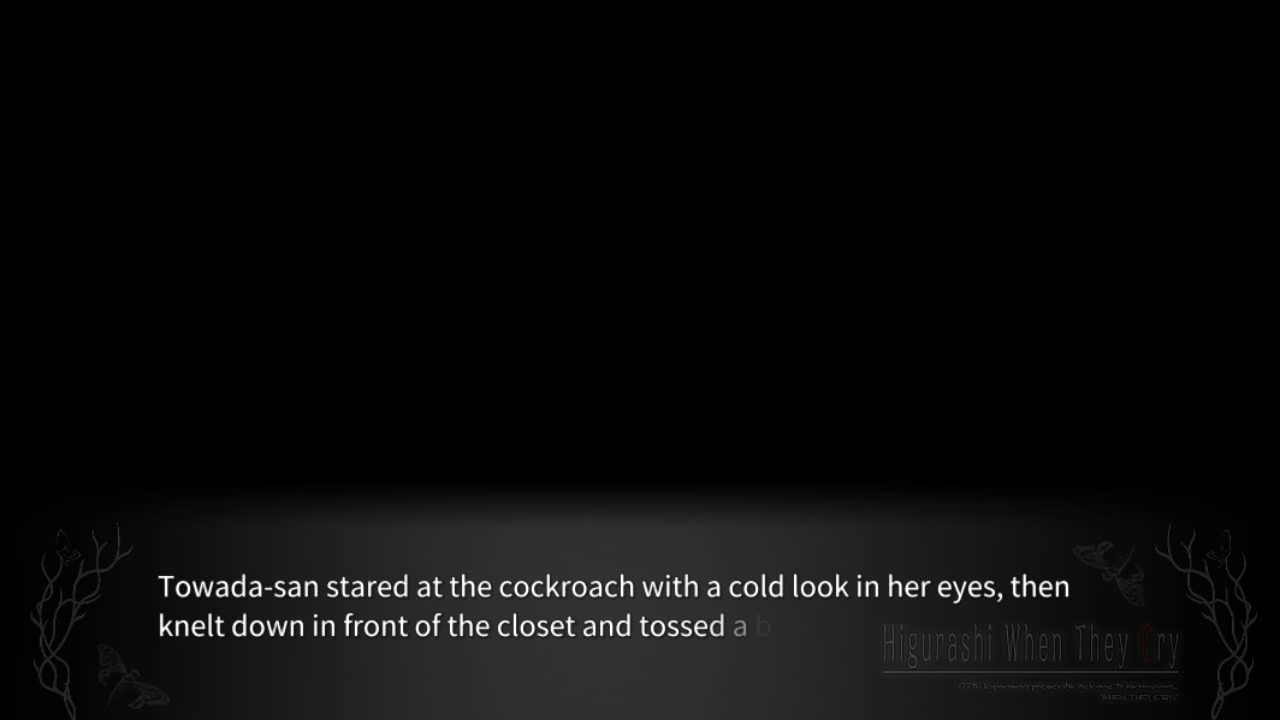 Towada-san stared at the cockroach with a cold look in her eyes, then
knelt down in front of the closet and tossed a b
Higurashi When They Cry